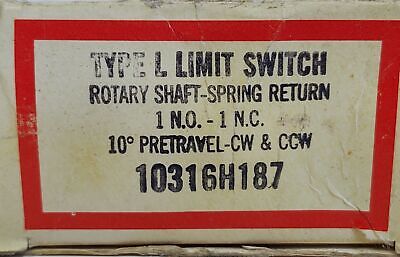 TYPE L LIMIT SWITCH
ROTARY SHAFT-SPRING RETURN
1 N.O. - 1 N.C.
10° PRETRAVEL-CW & CCW
10316H187